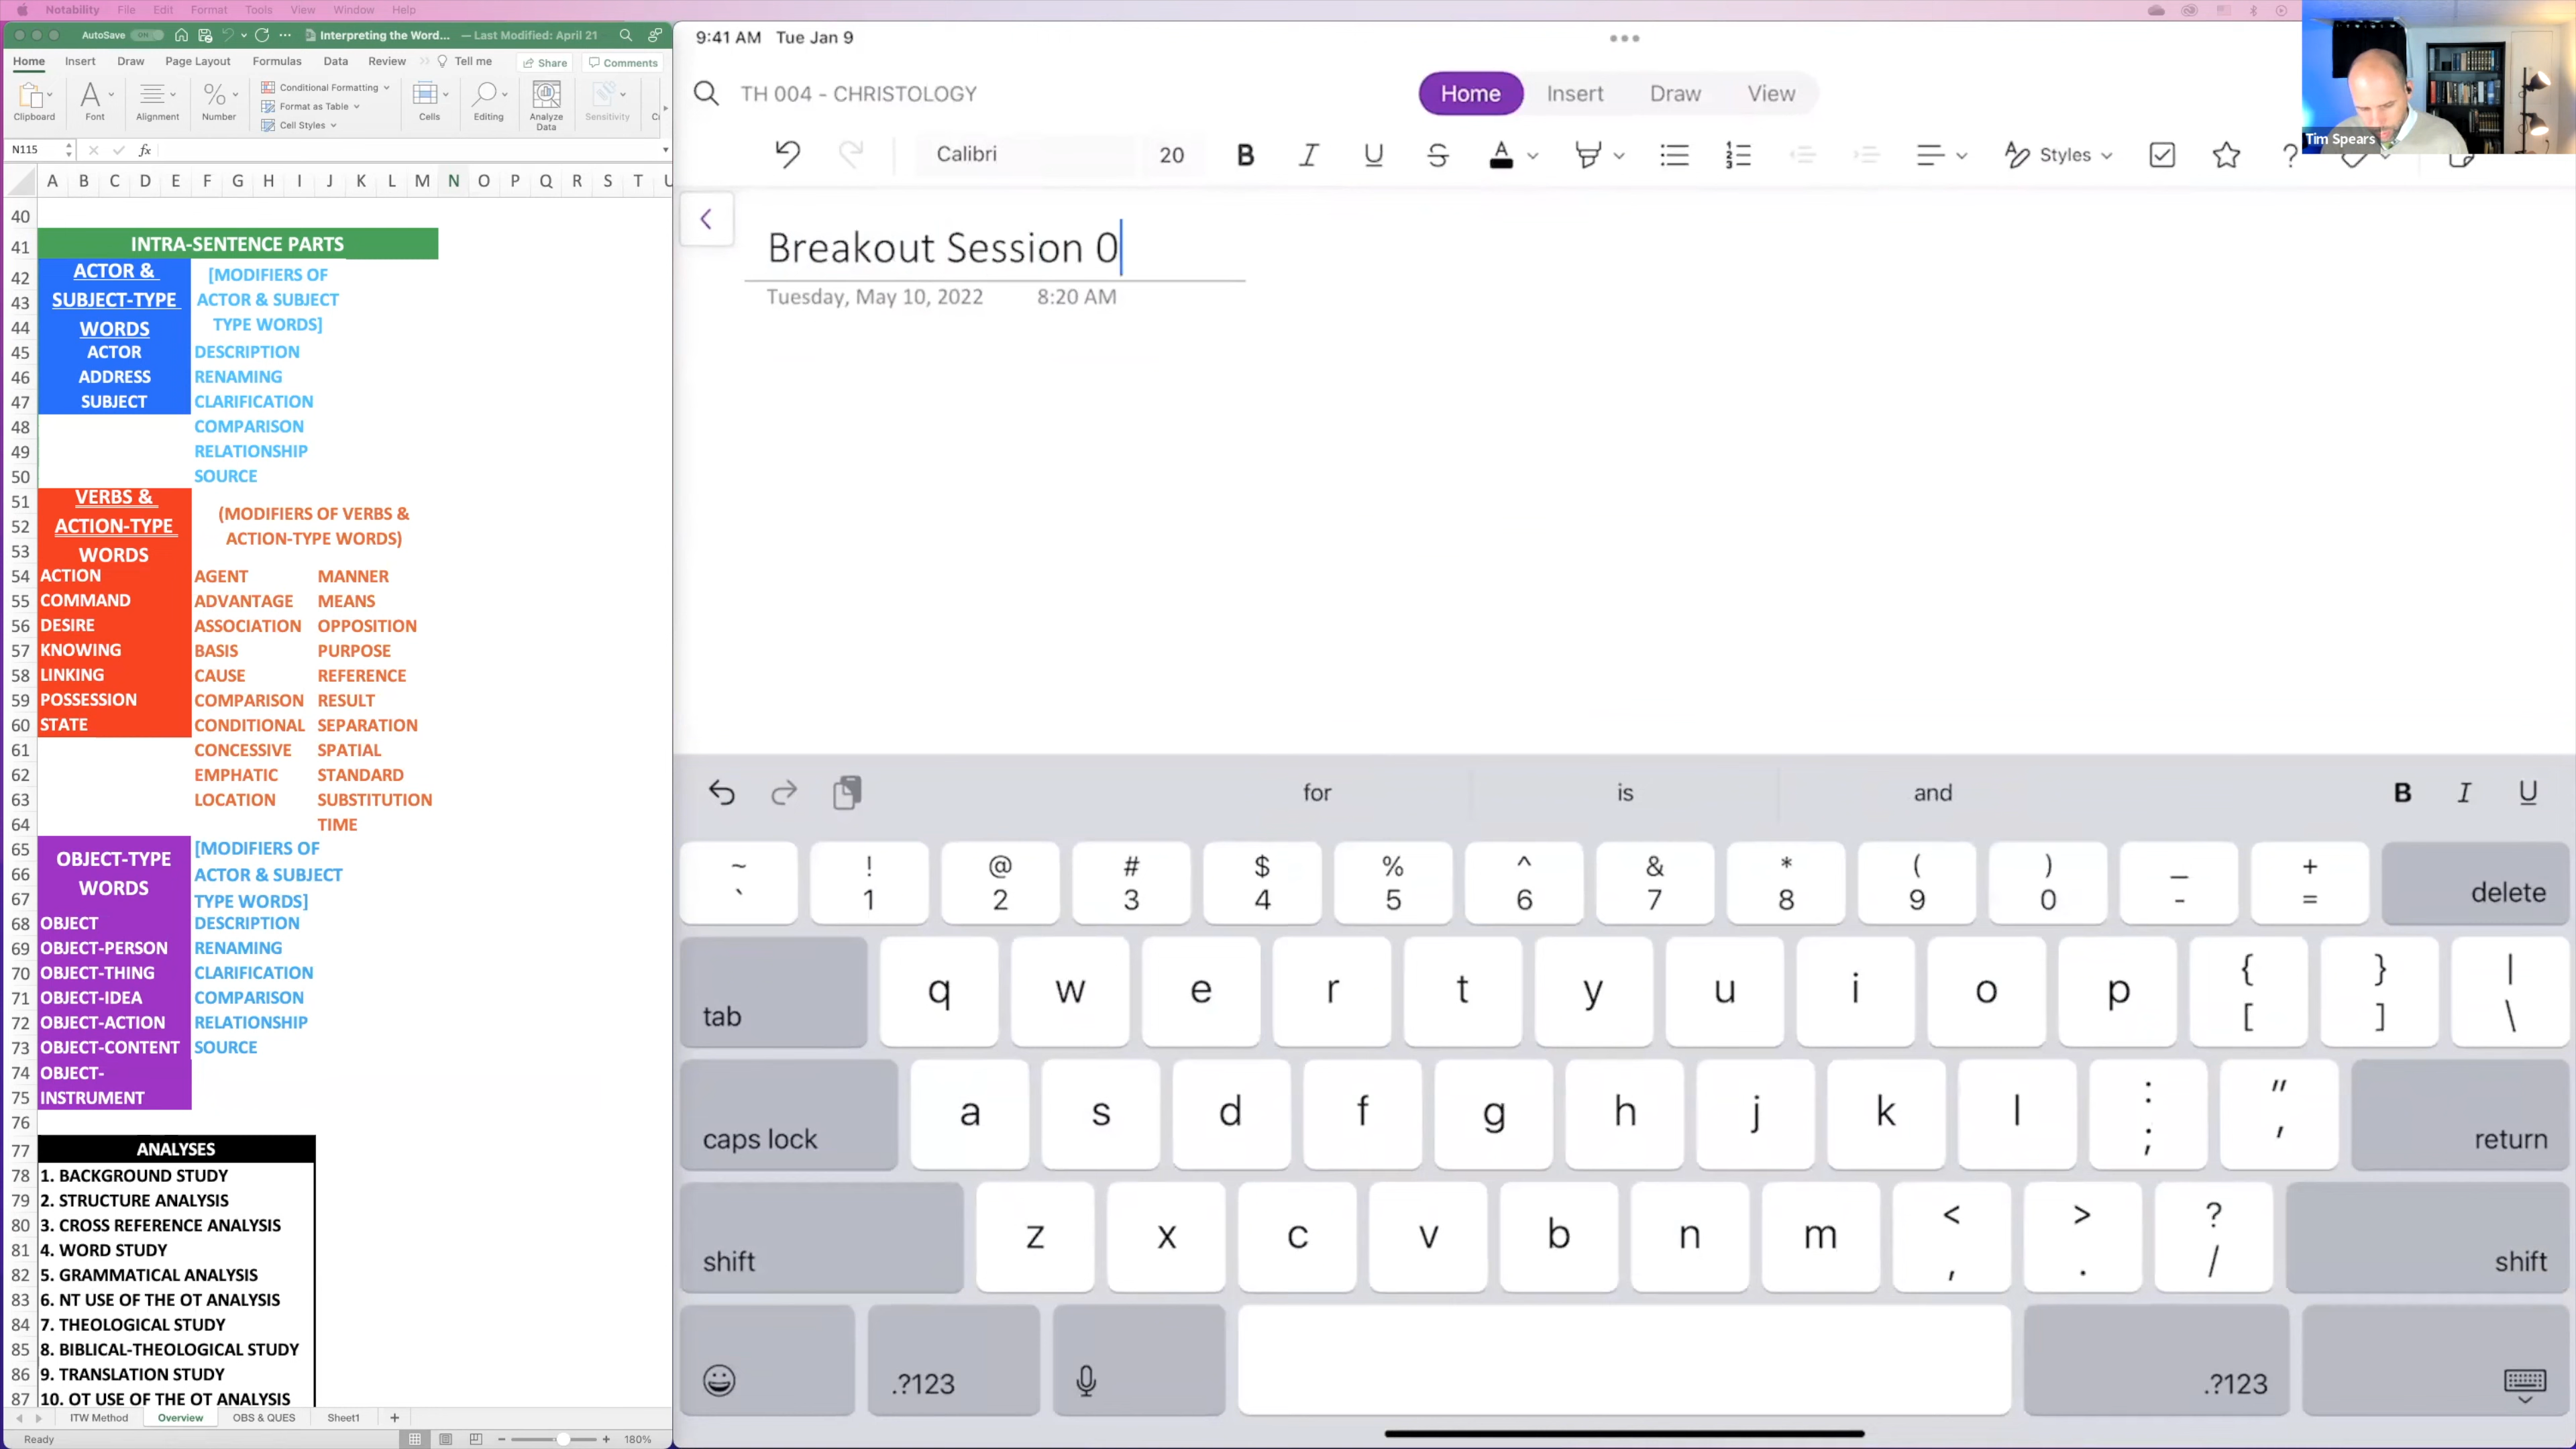 Notability File Edit Format Tools View Window Help
AutoSave ON Interpreting the Word... — Last Modified: April 21
Home Insert Draw Page Layout Formulas Data Review Tell me Share Comments
Clipboard Font Alignment Number
Conditional Formatting
Format as Table
Cell Styles
Cells Editing Analyze Data Sensitivity
N115 fx
A B C D E F G H I J K L M N O P Q R S T U
40
41 INTRA-SENTENCE PARTS
42 ACTOR & [MODIFIERS OF
43 SUBJECT-TYPE ACTOR & SUBJECT
44 WORDS TYPE WORDS]
45 ACTOR DESCRIPTION
46 ADDRESS RENAMING
47 SUBJECT CLARIFICATION
48 COMPARISON
49 RELATIONSHIP
50 SOURCE
51 VERBS & (MODIFIERS OF VERBS &
52 ACTION-TYPE ACTION-TYPE WORDS)
53 WORDS
54 ACTION AGENT MANNER
55 COMMAND ADVANTAGE MEANS
56 DESIRE ASSOCIATION OPPOSITION
57 KNOWING BASIS PURPOSE
58 LINKING CAUSE REFERENCE
59 POSSESSION COMPARISON RESULT
60 STATE CONDITIONAL SEPARATION
61 CONCESSIVE SPATIAL
62 EMPHATIC STANDARD
63 LOCATION SUBSTITUTION
64 TIME
65 OBJECT-TYPE [MODIFIERS OF
66 WORDS ACTOR & SUBJECT
67 TYPE WORDS]
68 OBJECT DESCRIPTION
69 OBJECT-PERSON RENAMING
70 OBJECT-THING CLARIFICATION
71 OBJECT-IDEA COMPARISON
72 OBJECT-ACTION RELATIONSHIP
73 OBJECT-CONTENT SOURCE
74 OBJECT-
75 INSTRUMENT
76
77 ANALYSES
78 1. BACKGROUND STUDY
79 2. STRUCTURE ANALYSIS
80 3. CROSS REFERENCE ANALYSIS
81 4. WORD STUDY
82 5. GRAMMATICAL ANALYSIS
83 6. NT USE OF THE OT ANALYSIS
84 7. THEOLOGICAL STUDY
85 8. BIBLICAL-THEOLOGICAL STUDY
86 9. TRANSLATION STUDY
87 10. OT USE OF THE OT ANALYSIS
ITW Method Overview OBS & QUES Sheet1 +
Ready 180%
9:41 AM Tue Jan 9
TH 004 - CHRISTOLOGY
Home Insert Draw View
Calibri 20 B I U S A Styles ?
Tim Spears
Breakout Session 0
Tuesday, May 10, 2022 8:20 AM
for is and B I U
~ ! @ # $ % ^ & * ( ) _ +
` 1 2 3 4 5 6 7 8 9 0 - = delete
tab q w e r t y u i o p { [ } ] | \
caps lock a s d f g h j k l : ; " ' return
shift z x c v b n m < , > . ? / shift
.?123 .?123